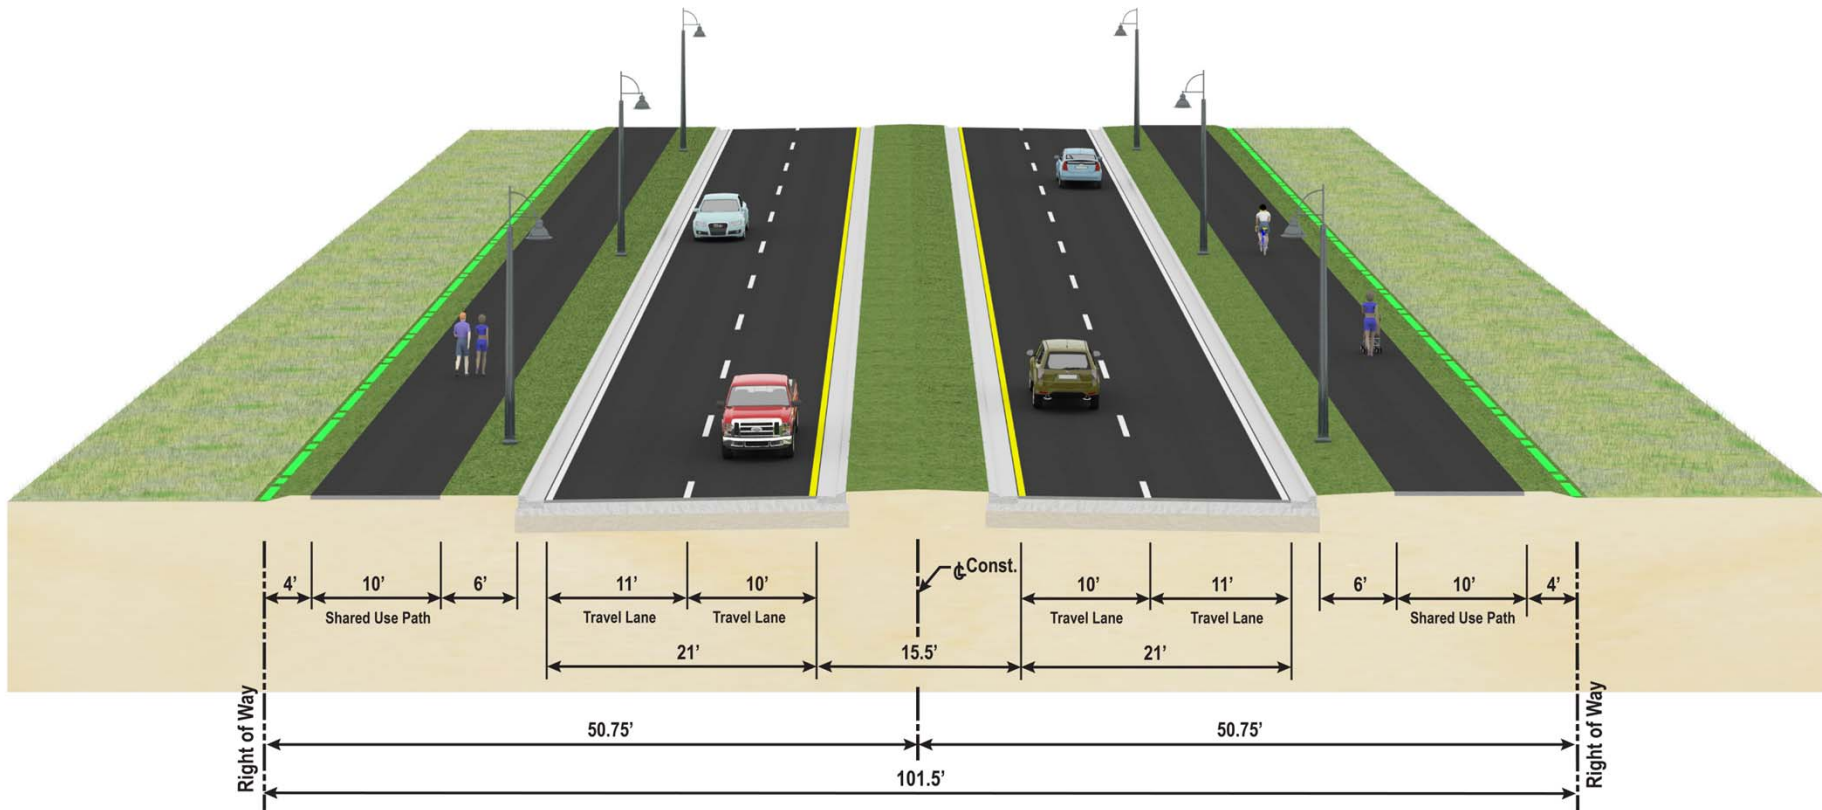 ℄ Const.
4’ 10’ 6’ 11’ 10’ 10’ 11’ 6’ 10’ 4’
Shared Use Path Travel Lane Travel Lane Travel Lane Travel Lane Shared Use Path
21’ 15.5’ 21’
Right of Way
Right of Way
50.75’ 50.75’
101.5’